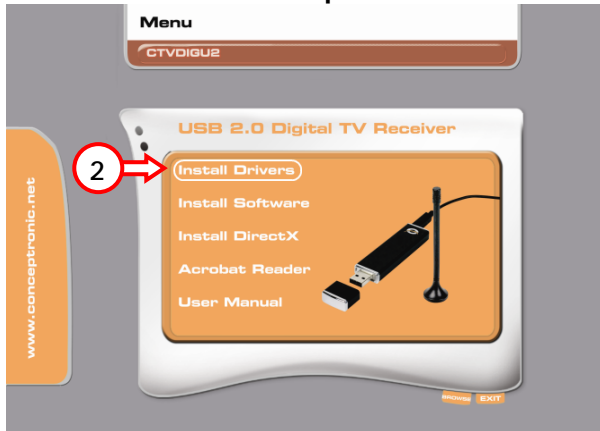 Menu
CTVDIGU2
USB 2.0 Digital TV Receiver
2
Install Drivers
Install Software
Install DirectX
Acrobat Reader
User Manual
www.conceptronic.net
BROWSE
EXIT